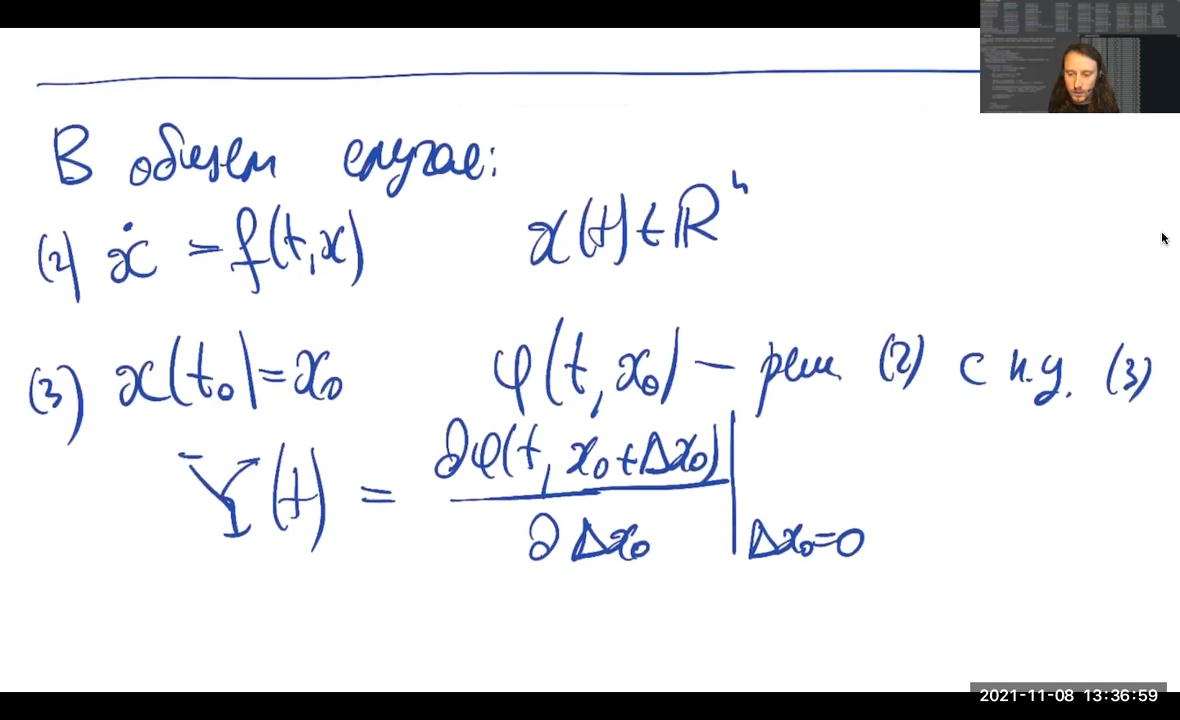 В общем случае:
(2) ẋ = f(t,x) x(t) ∈ ℝⁿ
(3) x(t₀)=x₀ φ(t, x₀) — реш. (2) с н.у. (3)
Y(t) = ∂φ(t, x₀+Δx₀) / ∂Δx₀ | Δx₀=0
2021-11-08 13:36:59